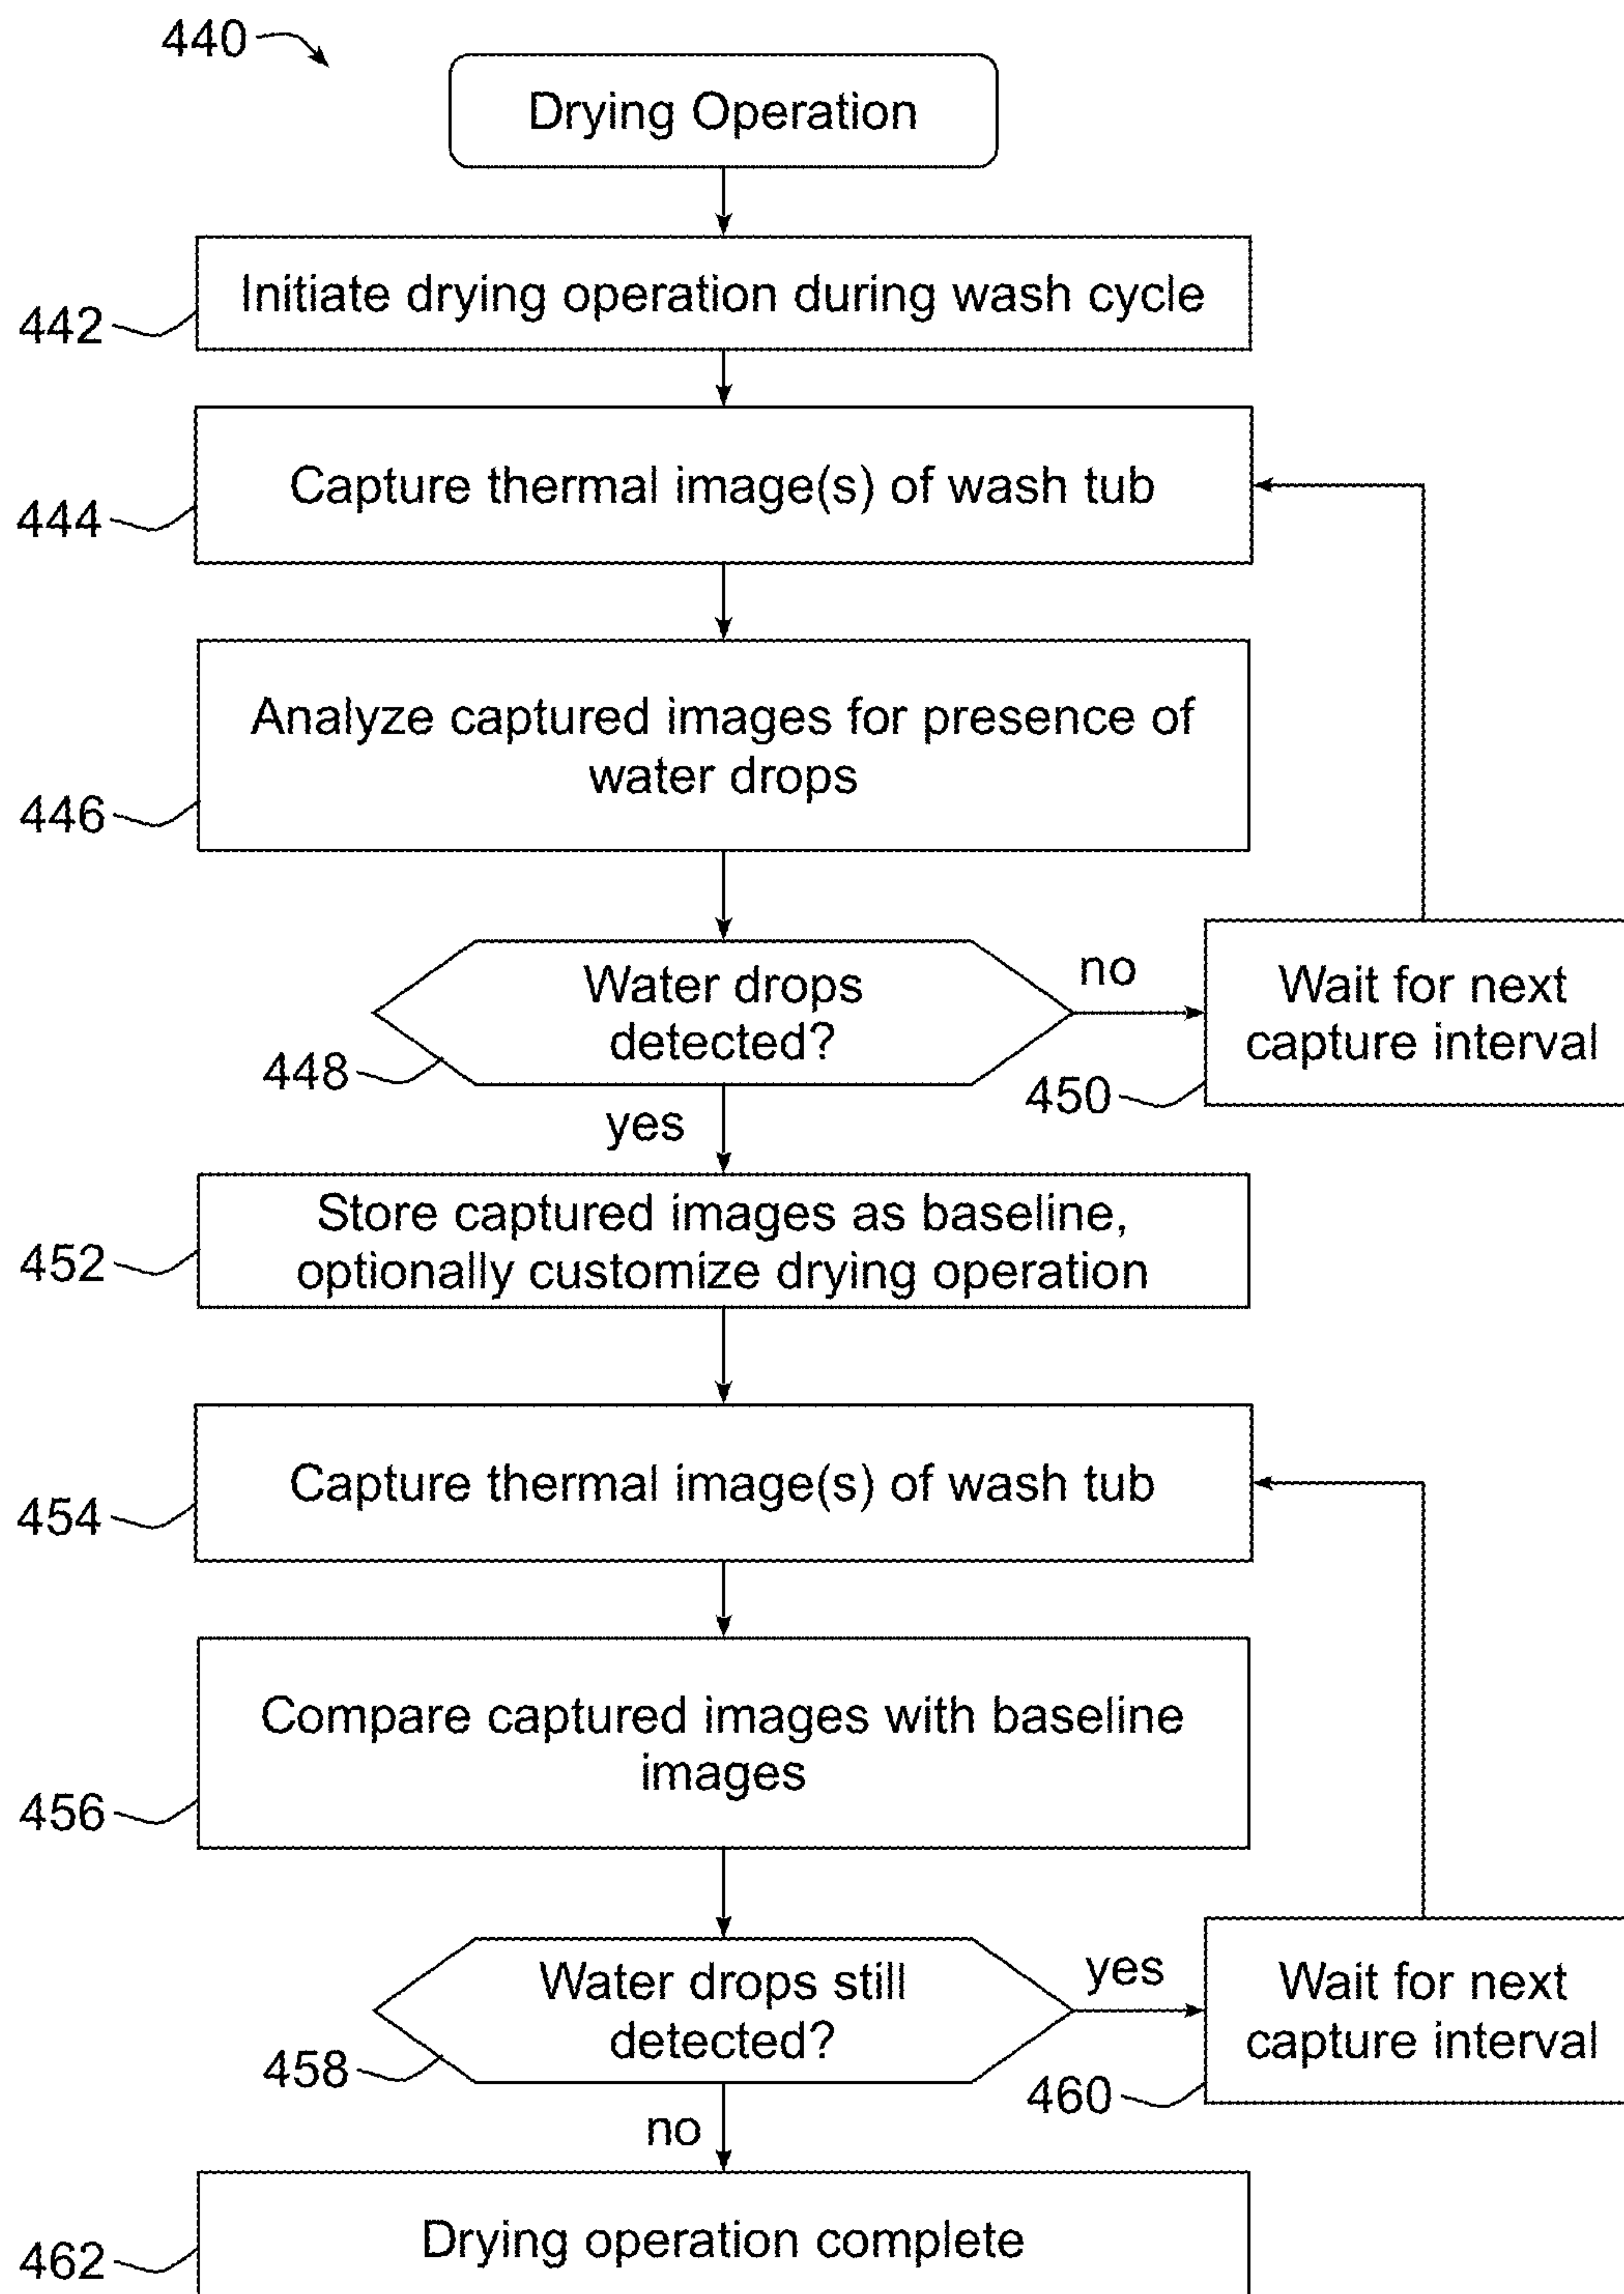 440
Drying Operation
Initiate drying operation during wash cycle
442
Capture thermal image(s) of wash tub
444
Analyze captured images for presence of
water drops
446
Water drops
detected?
448
no
Wait for next
capture interval
450
yes
Store captured images as baseline,
optionally customize drying operation
452
Capture thermal image(s) of wash tub
454
Compare captured images with baseline
images
456
Water drops still
detected?
458
yes
Wait for next
capture interval
460
no
Drying operation complete
462